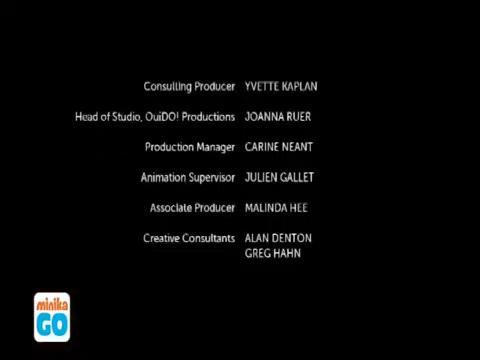 Consulting Producer YVETTE KAPLAN
Head of Studio, OuiDO! Productions JOANNA RUER
Production Manager CARINE NEANT
Animation Supervisor JULIEN GALLET
Associate Producer MALINDA HEE
Creative Consultants ALAN DENTON
GREG HAHN
minika
GO